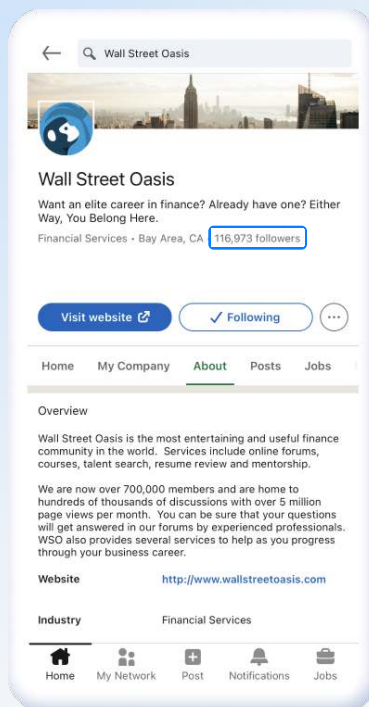 Wall Street Oasis
Wall Street Oasis
Want an elite career in finance? Already have one? Either
Way, You Belong Here.
Financial Services • Bay Area, CA • 116,973 followers
Visit website
Following
Home My Company About Posts Jobs
Overview
Wall Street Oasis is the most entertaining and useful finance
community in the world. Services include online forums,
courses, talent search, resume review and mentorship.
We are now over 700,000 members and are home to
hundreds of thousands of discussions with over 5 million
page views per month. You can be sure that your questions
will get answered in our forums by experienced professionals.
WSO also provides several services to help as you progress
through your business career.
Website http://www.wallstreetoasis.com
Industry Financial Services
Home My Network Post Notifications Jobs